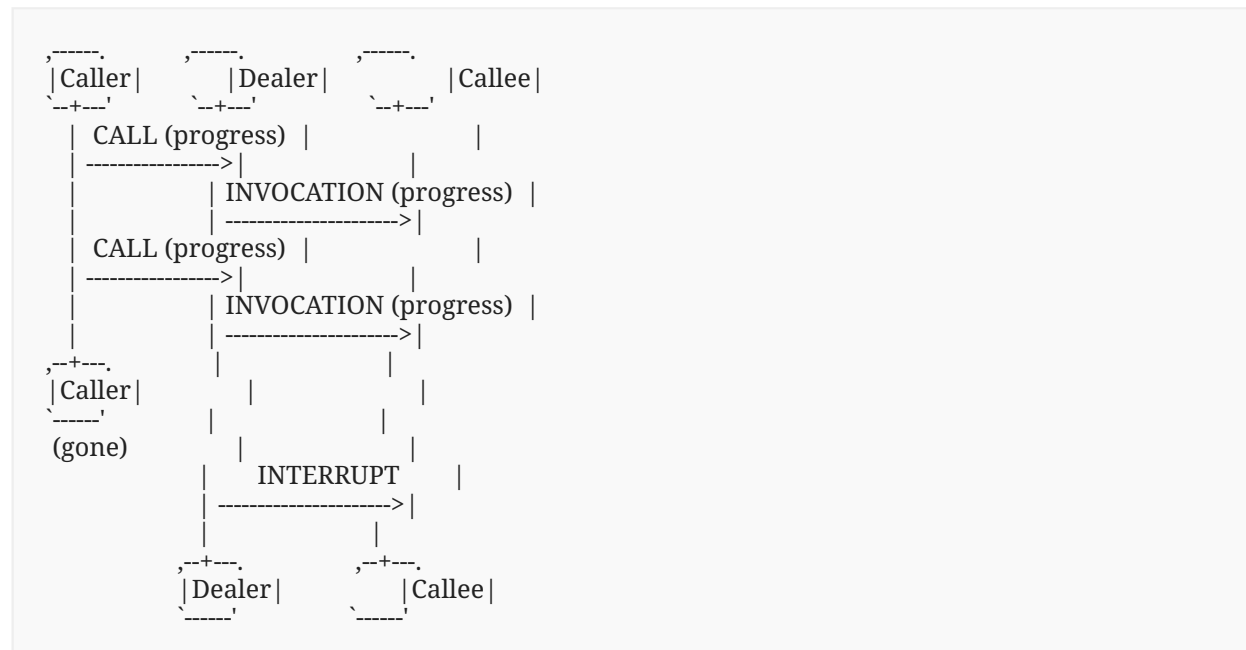 ,------.          ,------.          ,------.
|Caller|          |Dealer|          |Callee|
`--+---'          `--+---'          `--+---'
| CALL (progress) | |
| ----------------->| |
| | INVOCATION (progress) |
| | ---------------------->|
| CALL (progress) | |
| ----------------->| |
| | INVOCATION (progress) |
| | ---------------------->|
,--+---. | |
|Caller| | |
`------' | |
(gone) | |
| INTERRUPT |
| ---------------------->|
| |
,--+---. ,--+---.
|Dealer| |Callee|
`------' `------'